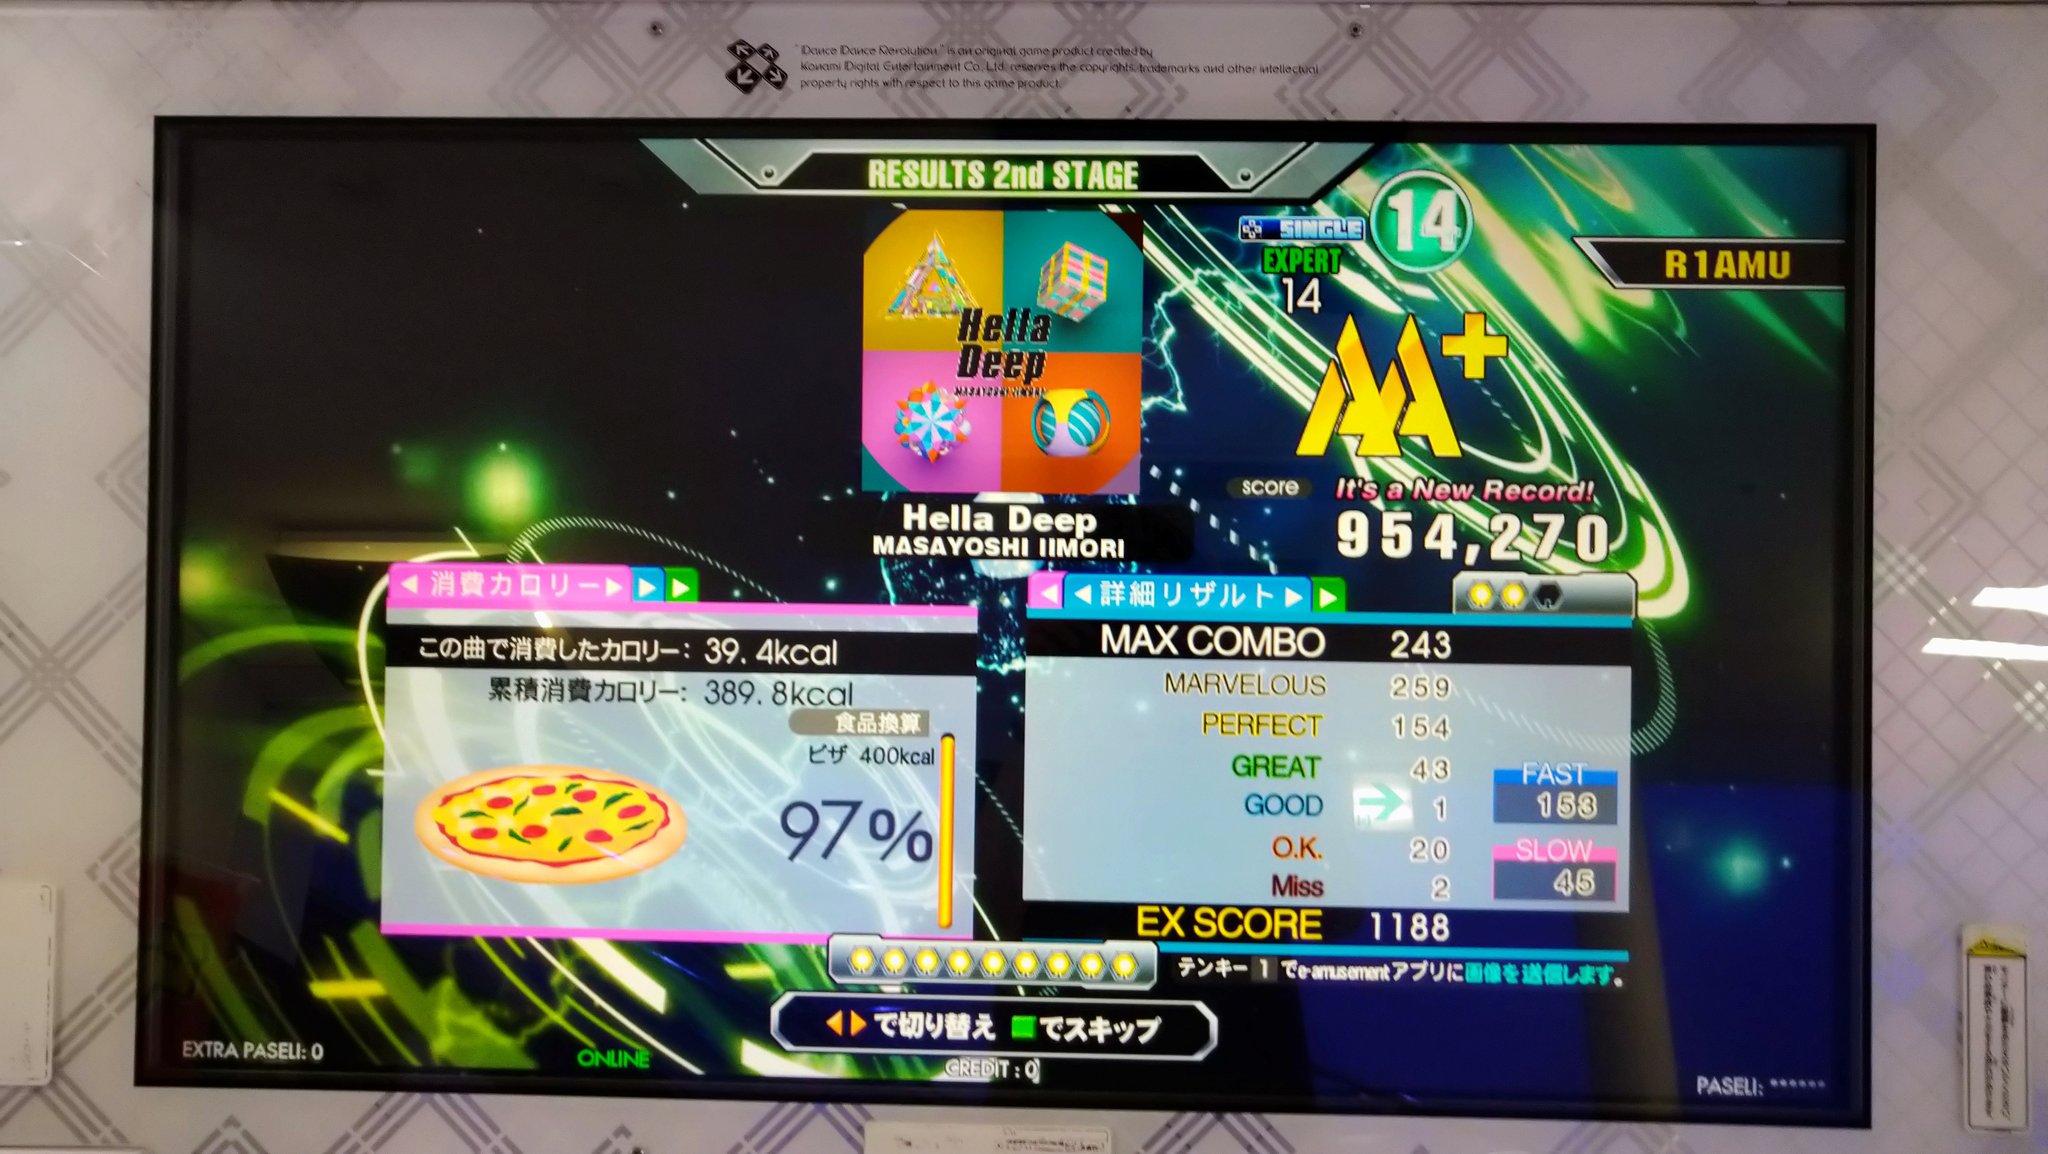 "Dance Dance Revolution" is an original game product created by
Konami Digital Entertainment Co., Ltd. reserves the copyrights, trademarks and other intellectual
property rights with respect to this game product.
RESULTS 2nd STAGE
SINGLE
14
EXPERT
14
R1AMU
Hella
Deep
MASAYOSHI IIMORI
AA+
score
It's a New Record!
954,270
Hella Deep
MASAYOSHI IIMORI
消費カロリー
この曲で消費したカロリー: 39.4kcal
累積消費カロリー: 389.8kcal
食品換算
ピザ 400kcal
97%
詳細リザルト
MAX COMBO 243
MARVELOUS 259
PERFECT 154
GREAT 43
GOOD 1
O.K. 20
Miss 2
FAST
153
SLOW
45
EX SCORE 1188
テンキー 1 でe-amusementアプリに画像を送信します。
◀▶で切り替え ■でスキップ
EXTRA PASELI: 0
ONLINE
CREDIT : 0
PASELI: ******